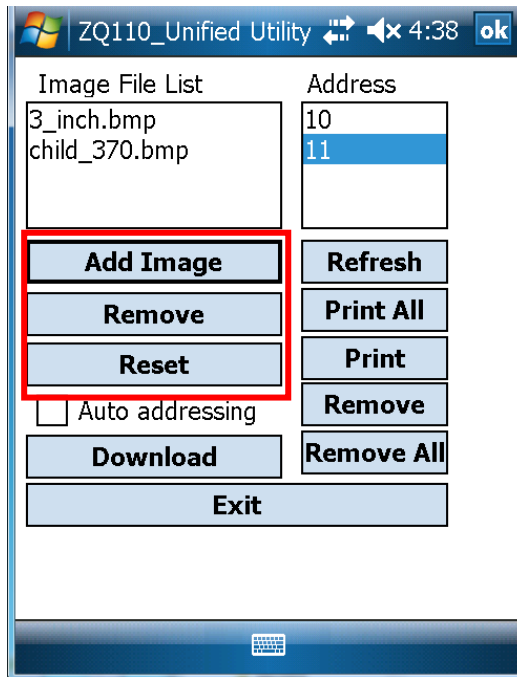 ZQ110_Unified Utility 4:38 ok
Image File List
Address
3_inch.bmp
child_370.bmp
10
11
Add Image
Remove
Reset
Auto addressing
Download
Refresh
Print All
Print
Remove
Remove All
Exit